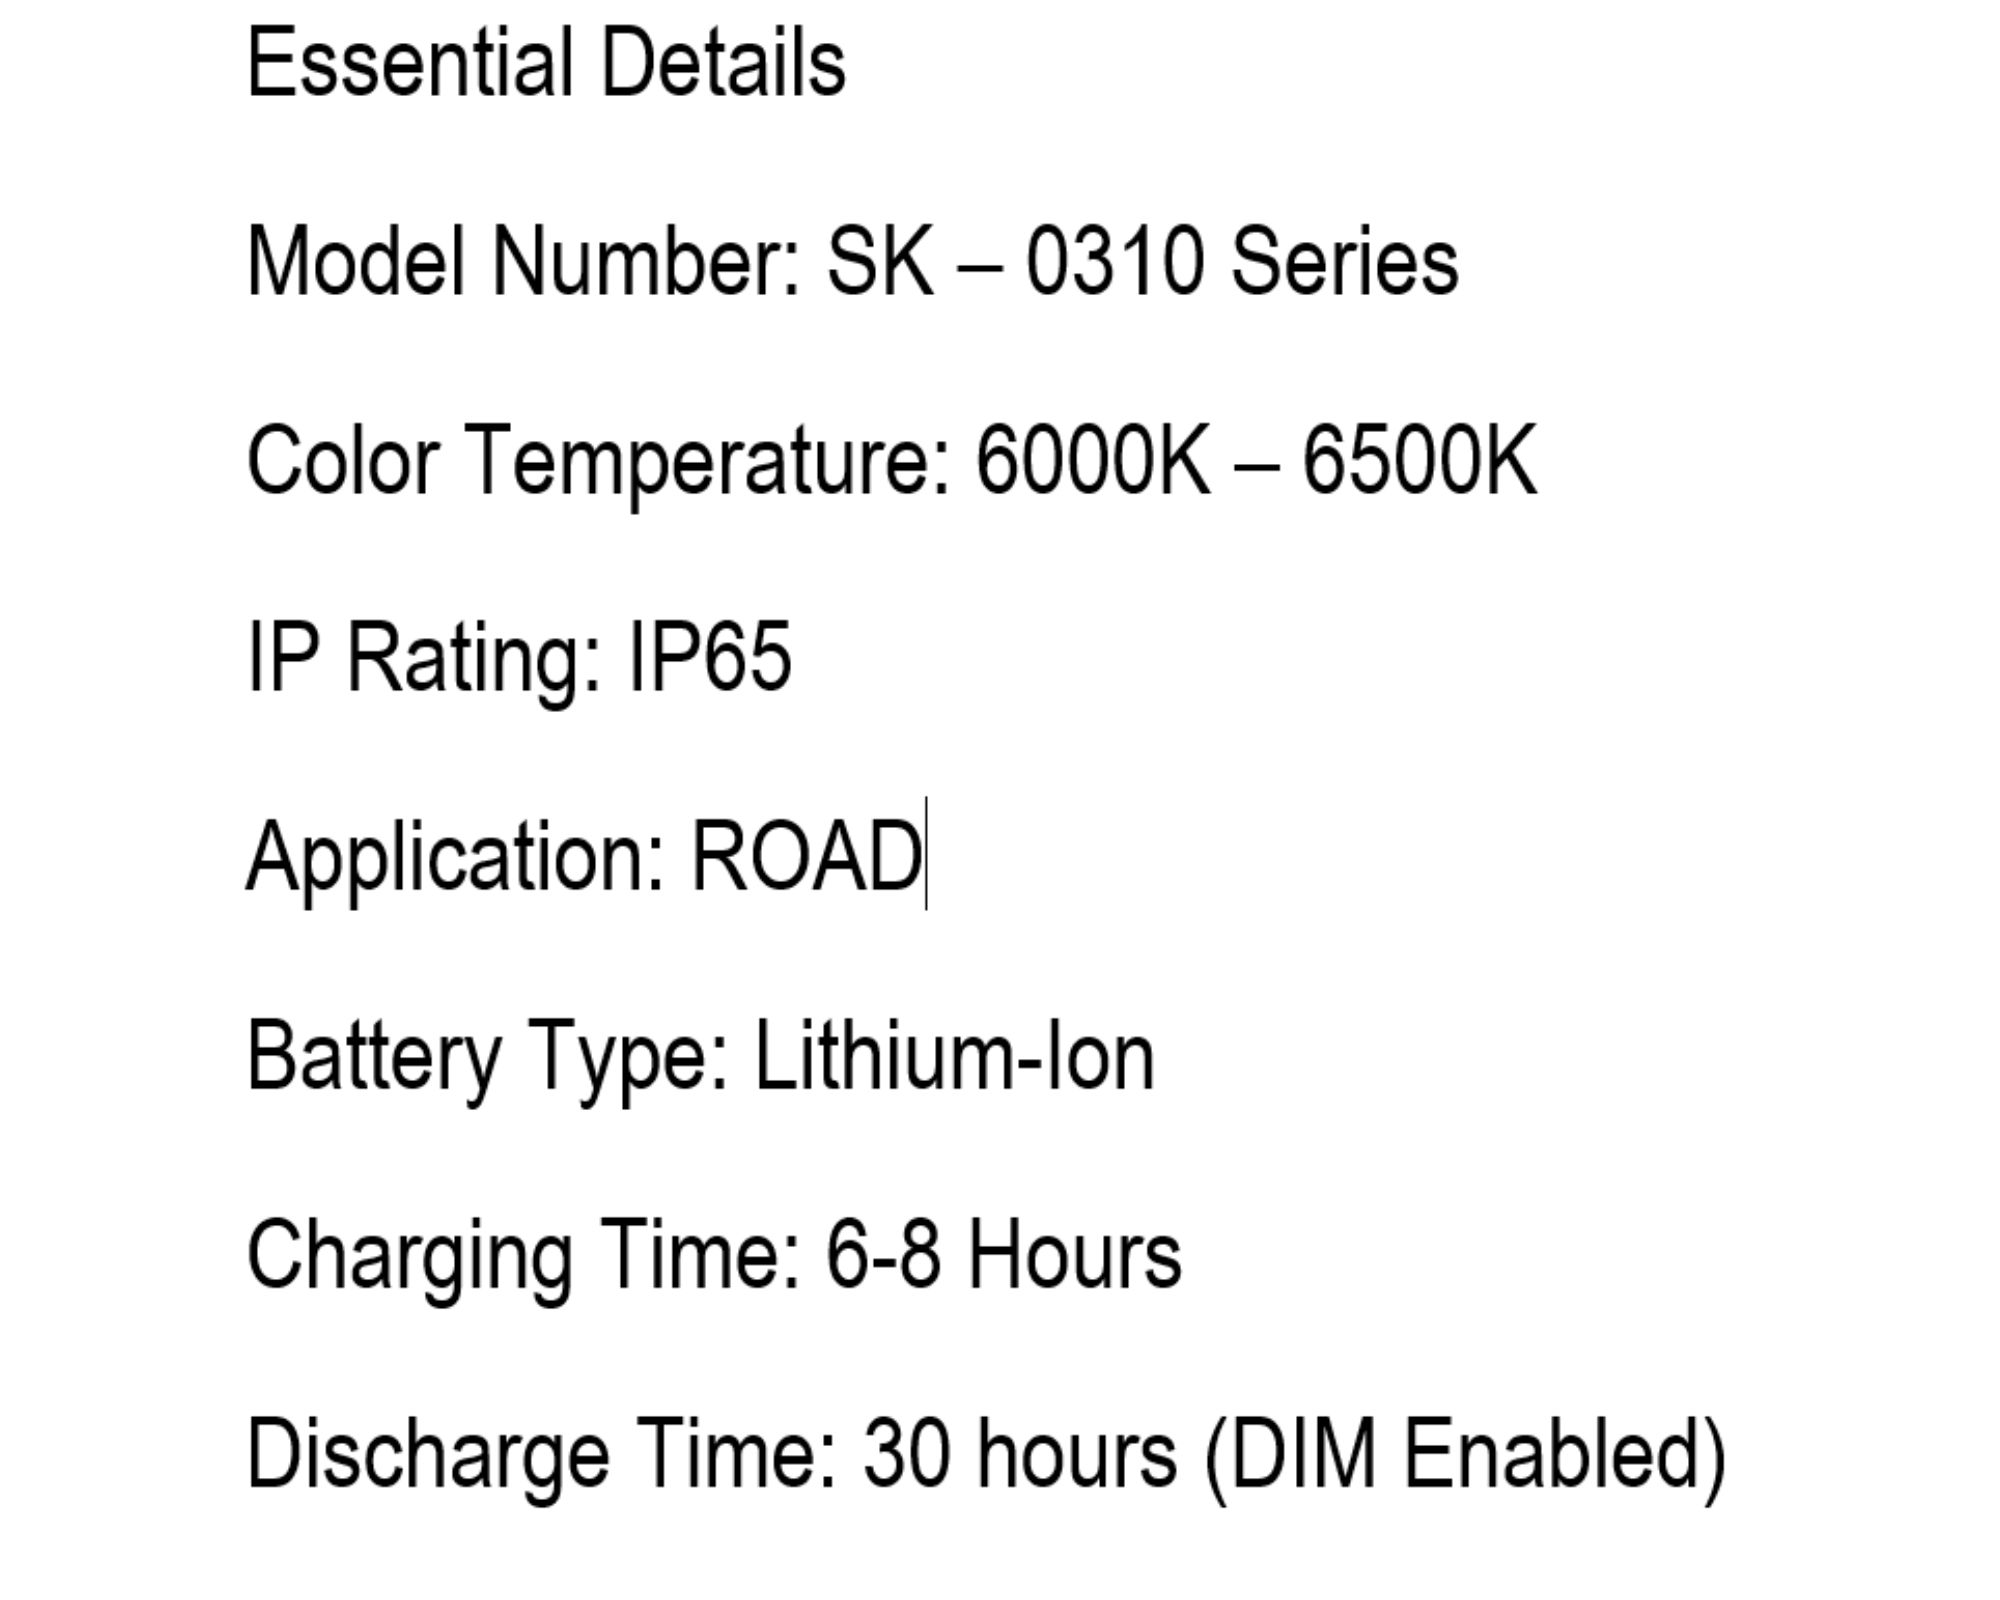 Essential Details
Model Number: SK – 0310 Series
Color Temperature: 6000K – 6500K
IP Rating: IP65
Application: ROAD
Battery Type: Lithium-Ion
Charging Time: 6-8 Hours
Discharge Time: 30 hours (DIM Enabled)